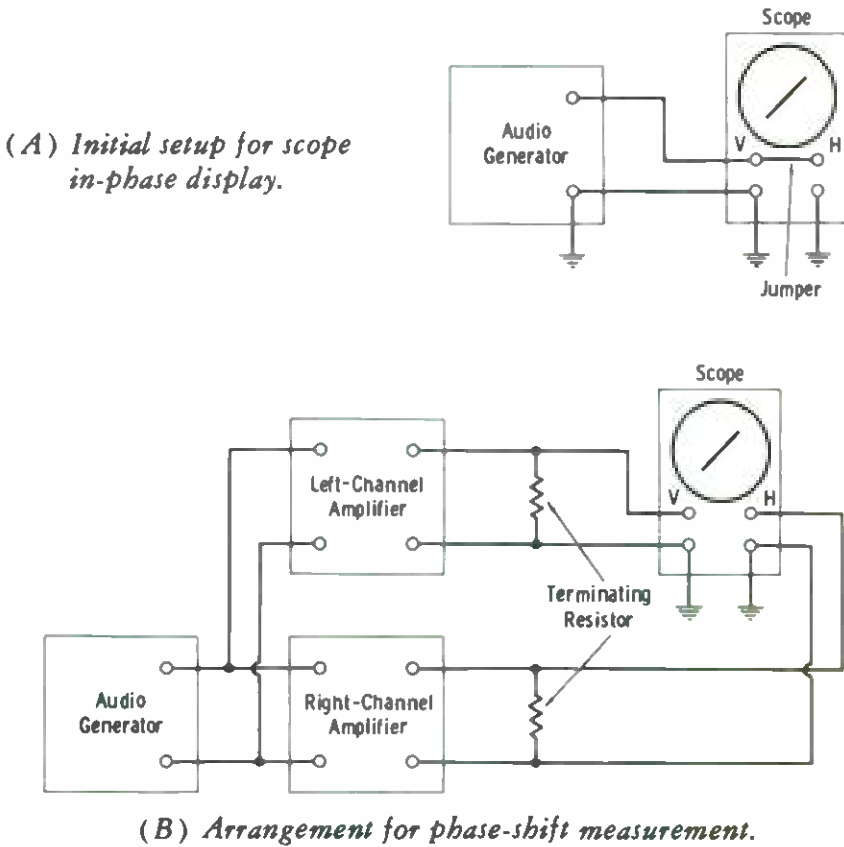 Scope
(A) Initial setup for scope
in-phase display.
Audio
Generator
V
H
Jumper
Scope
Left-Channel
Amplifier
V
H
Terminating
Resistor
Audio
Generator
Right-Channel
Amplifier
(B) Arrangement for phase-shift measurement.